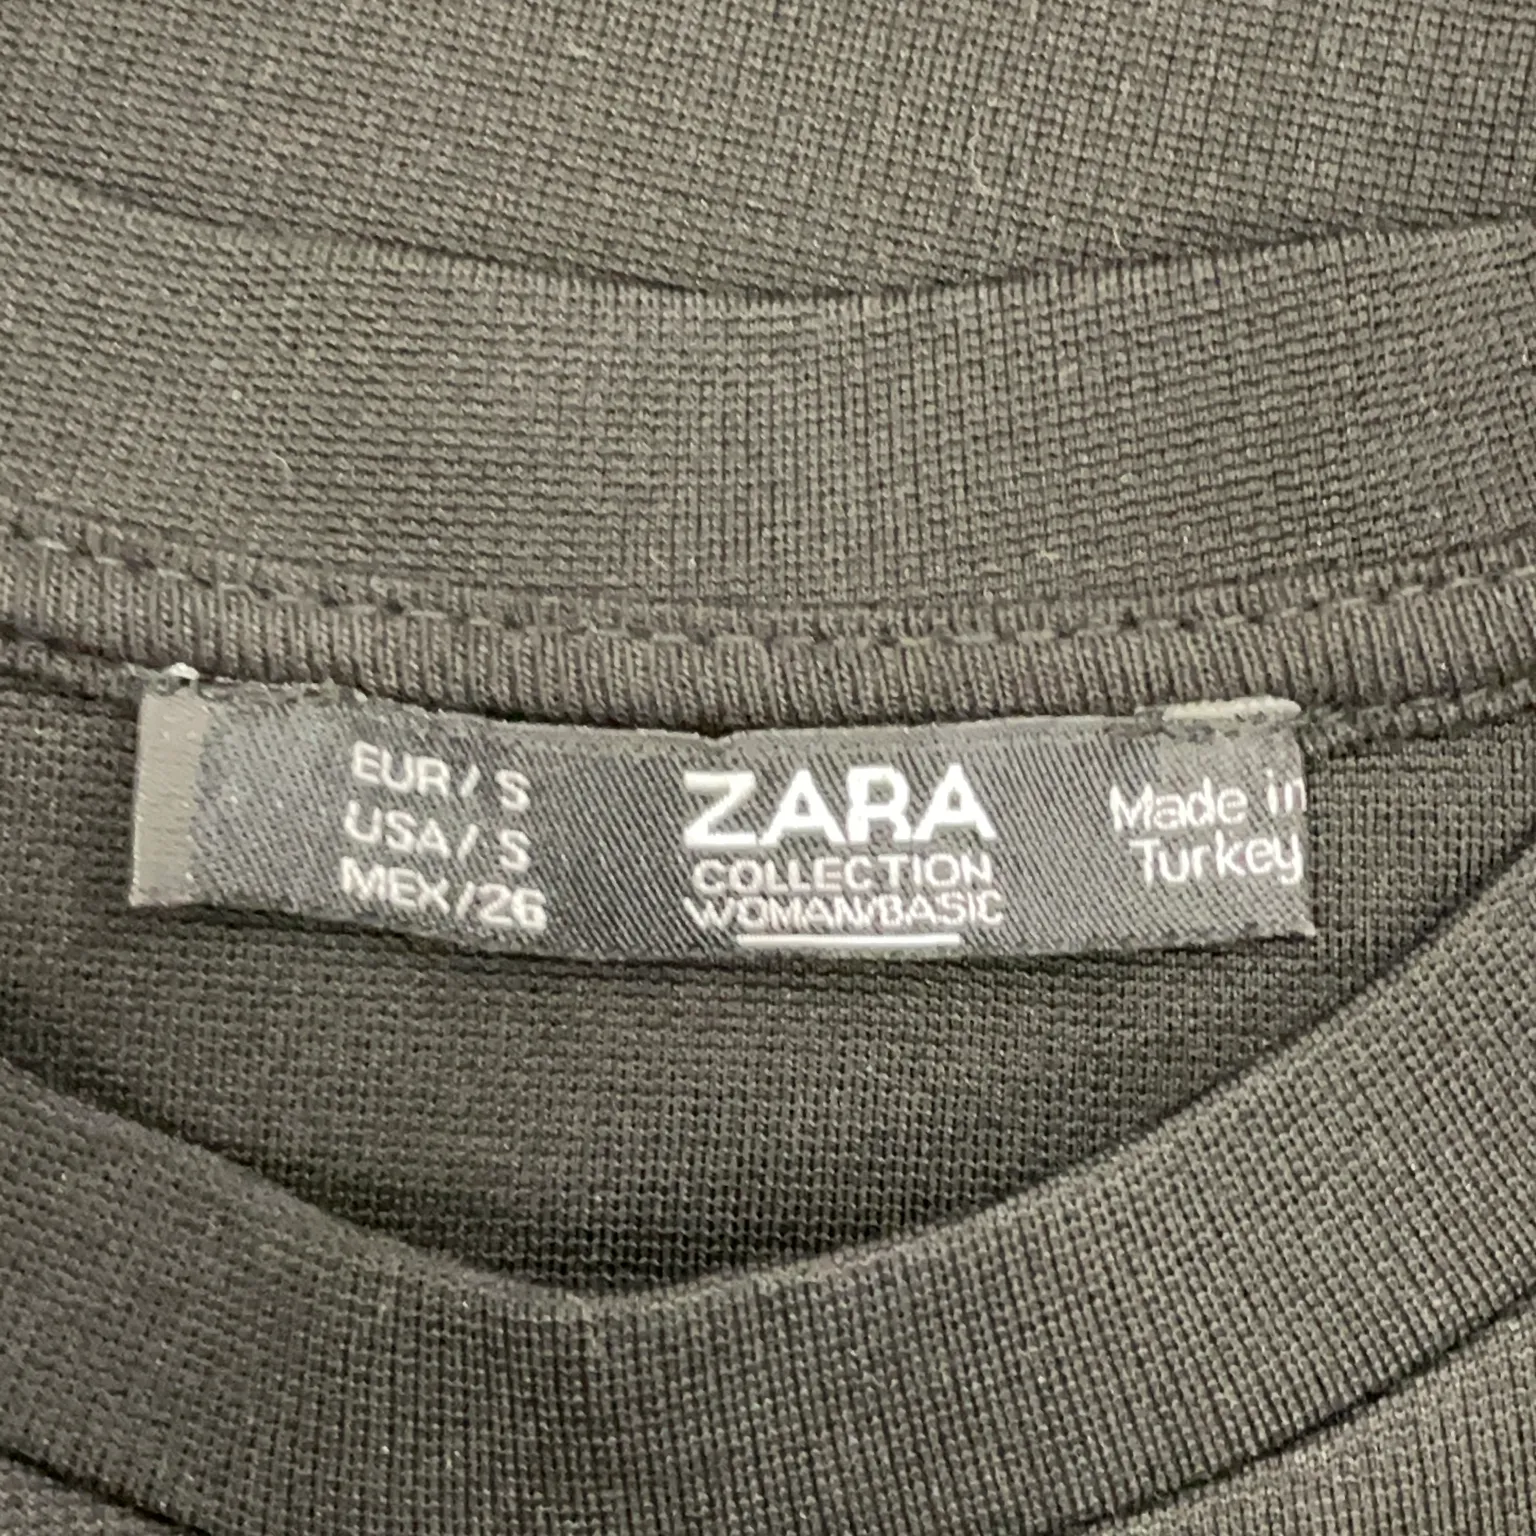 EUR/ S
USA/ S
MEX/26
ZARA
COLLECTION
WOMAN/BASIC
Made in
Turkey